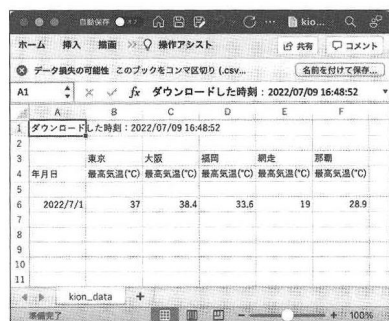 自動保存 kio...
ホーム 挿入 描画 >> 操作アシスト 共有 コメント
データ損失の可能性 このブックをコンマ区切り (.csv... 名前を付けて保存...
A1 fx ダウンロードした時刻：2022/07/09 16:48:52
A B C D E F
1 ダウンロードした時刻：2022/07/09 16:48:52
2
3 東京 大阪 福岡 網走 那覇
4 年月日 最高気温(℃) 最高気温(℃) 最高気温(℃) 最高気温(℃) 最高気温(℃)
5
6 2022/7/1 37 38.4 33.6 19 28.9
7
8
9
10
11
kion_data +
準備完了 100%